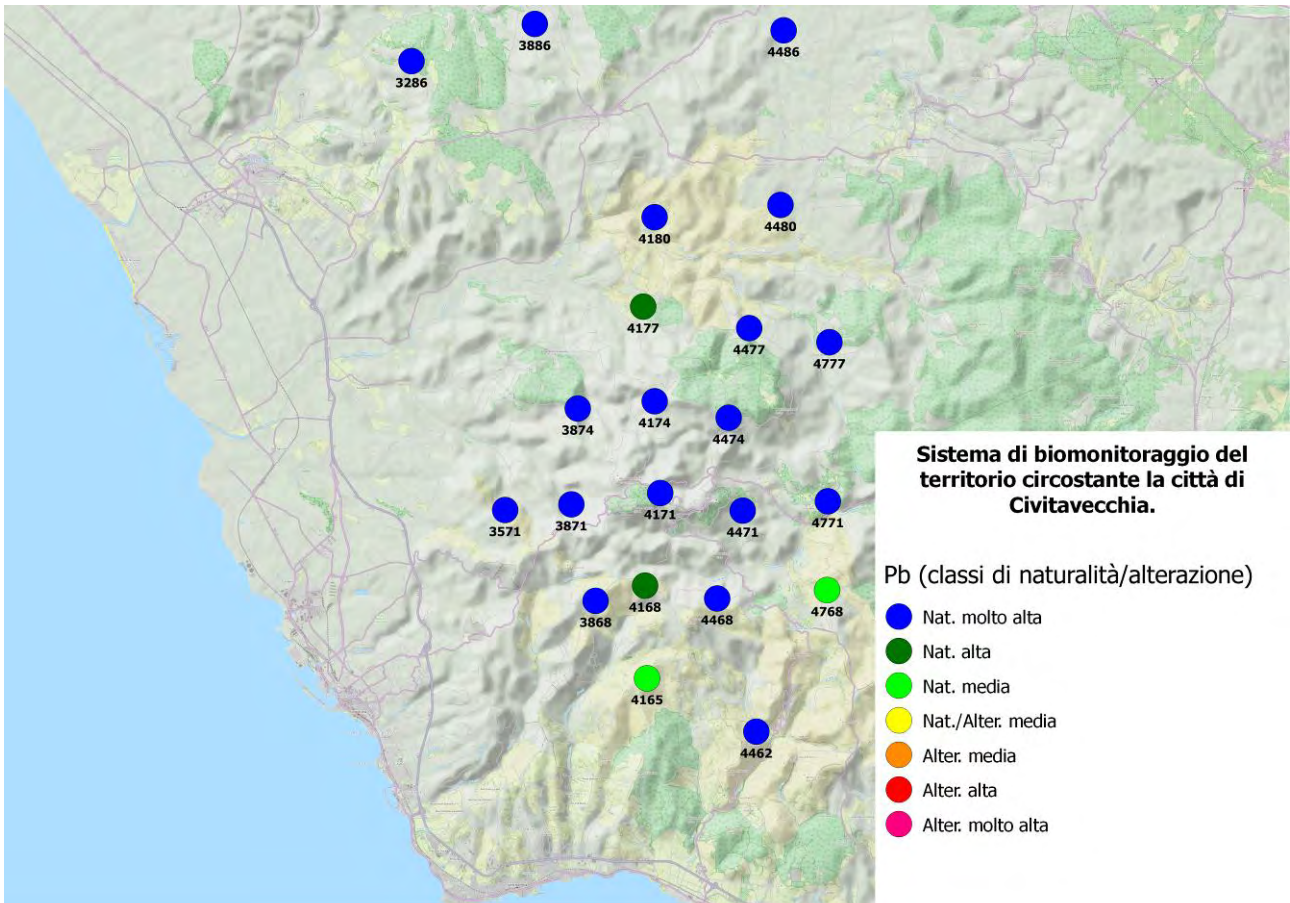 3886
4486
3286
4180
4480
4177
4477
4777
3874
4174
4474
3571
3871
4171
4471
4771
3868
4168
4468
4768
4165
4462
Sistema di biomonitoraggio del
territorio circostante la città di
Civitavecchia.
Pb (classi di naturalità/alterazione)
Nat. molto alta
Nat. alta
Nat. media
Nat./Alter. media
Alter. media
Alter. alta
Alter. molto alta